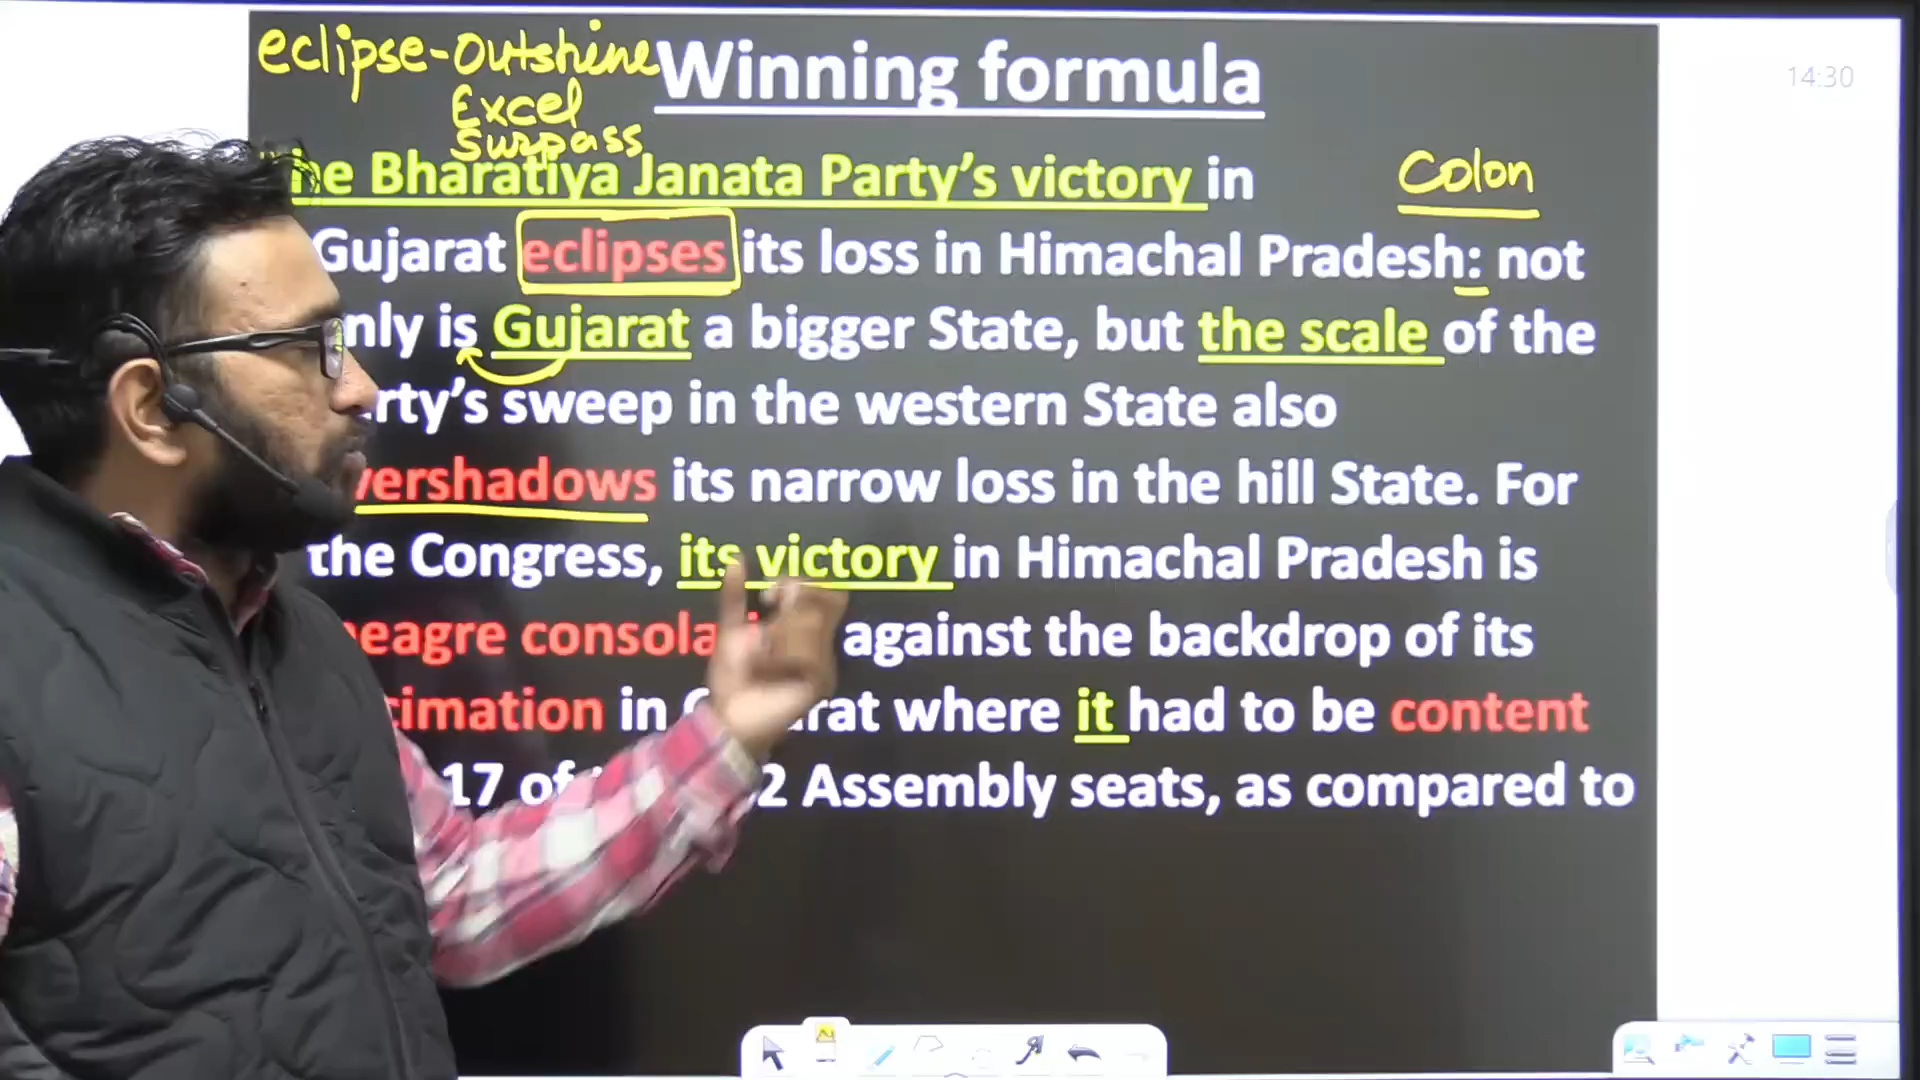 eclipse-Outshine
Excel
Surpass
Winning formula
14:30
Colon
he Bharatiya Janata Party's victory in
Gujarat eclipses its loss in Himachal Pradesh: not
nly is Gujarat a bigger State, but the scale of the
rty's sweep in the western State also
vershadows its narrow loss in the hill State. For
the Congress, its victory in Himachal Pradesh is
eagre consola against the backdrop of its
cimation in rat where it had to be content
17 of 2 Assembly seats, as compared to